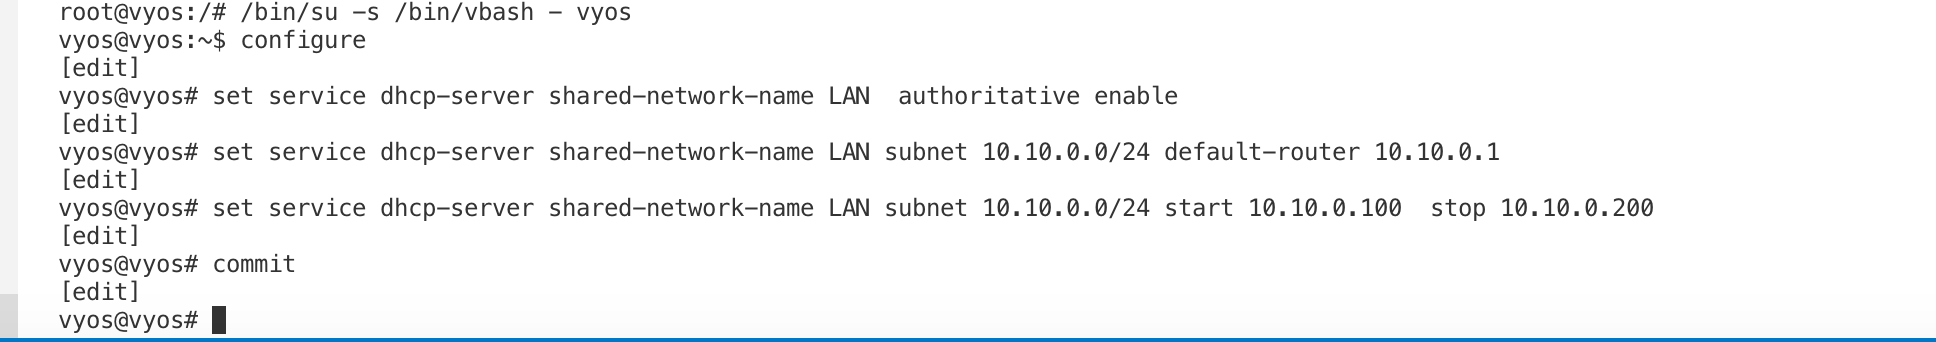 root@vyos:/# /bin/su -s /bin/vbash - vyos
vyos@vyos:~$ configure
[edit]
vyos@vyos# set service dhcp-server shared-network-name LAN  authoritative enable
[edit]
vyos@vyos# set service dhcp-server shared-network-name LAN subnet 10.10.0.0/24 default-router 10.10.0.1
[edit]
vyos@vyos# set service dhcp-server shared-network-name LAN subnet 10.10.0.0/24 start 10.10.0.100  stop 10.10.0.200
[edit]
vyos@vyos# commit
[edit]
vyos@vyos#